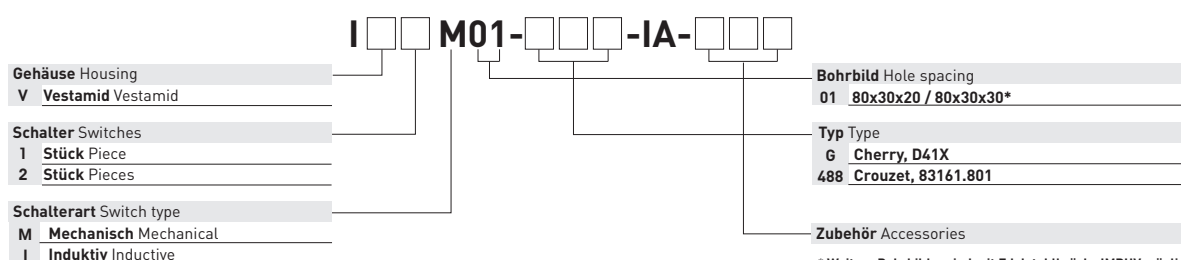 I□□M01-□□□-IA-□□□
Gehäuse Housing
V Vestamid Vestamid
Schalter Switches
1 Stück Piece
2 Stück Pieces
Schalterart Switch type
M Mechanisch Mechanical
I Induktiv Inductive
Bohrbild Hole spacing
01 80x30x20 / 80x30x30*
Typ Type
G Cherry, D41X
488 Crouzet, 83161.801
Zubehör Accessories